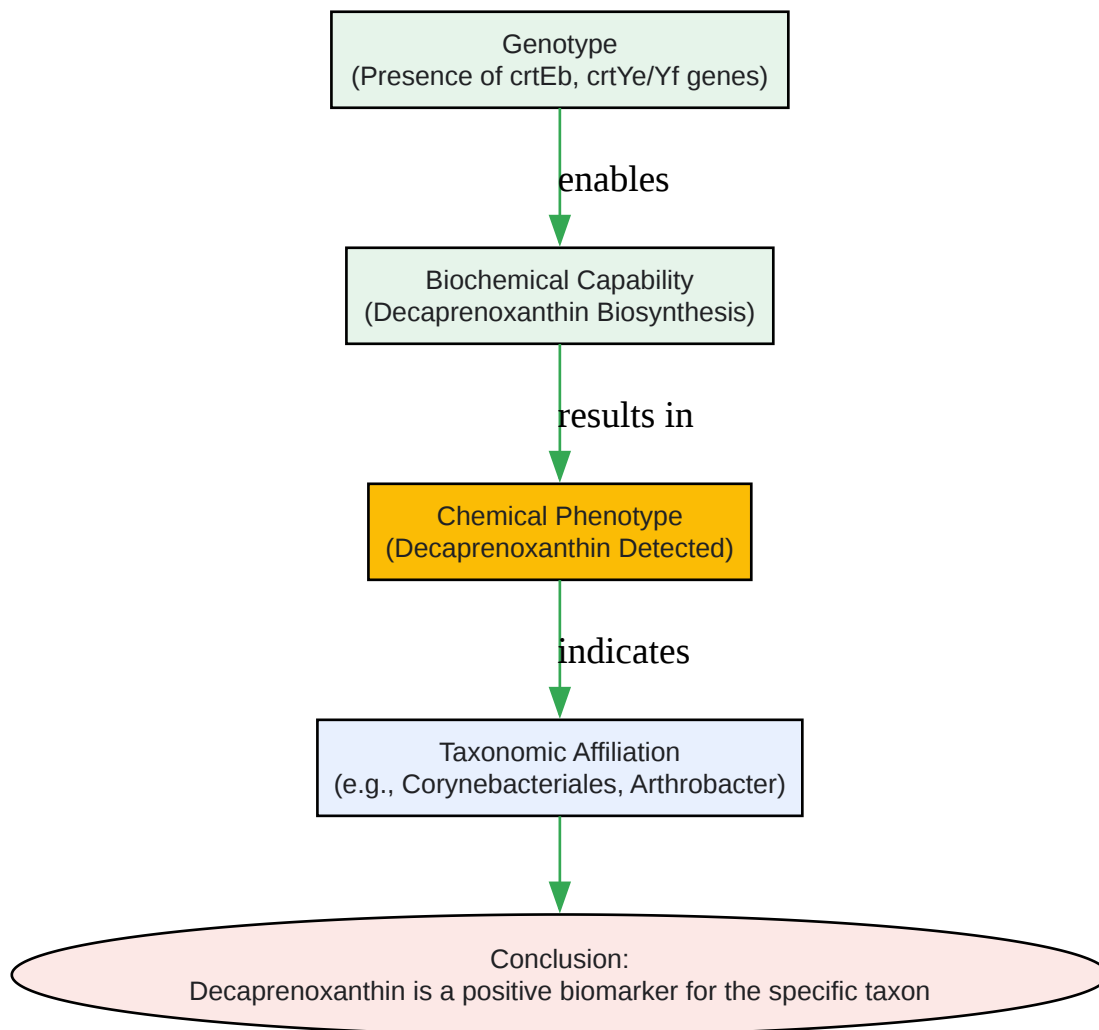 Genotype
(Presence of crtEb, crtYe/Yf genes)
enables
Biochemical Capability
(Decaprenoxanthin Biosynthesis)
results in
Chemical Phenotype
(Decaprenoxanthin Detected)
indicates
Taxonomic Affiliation
(e.g., Corynebacteriales, Arthrobacter)
Conclusion:
Decaprenoxanthin is a positive biomarker for the specific taxon